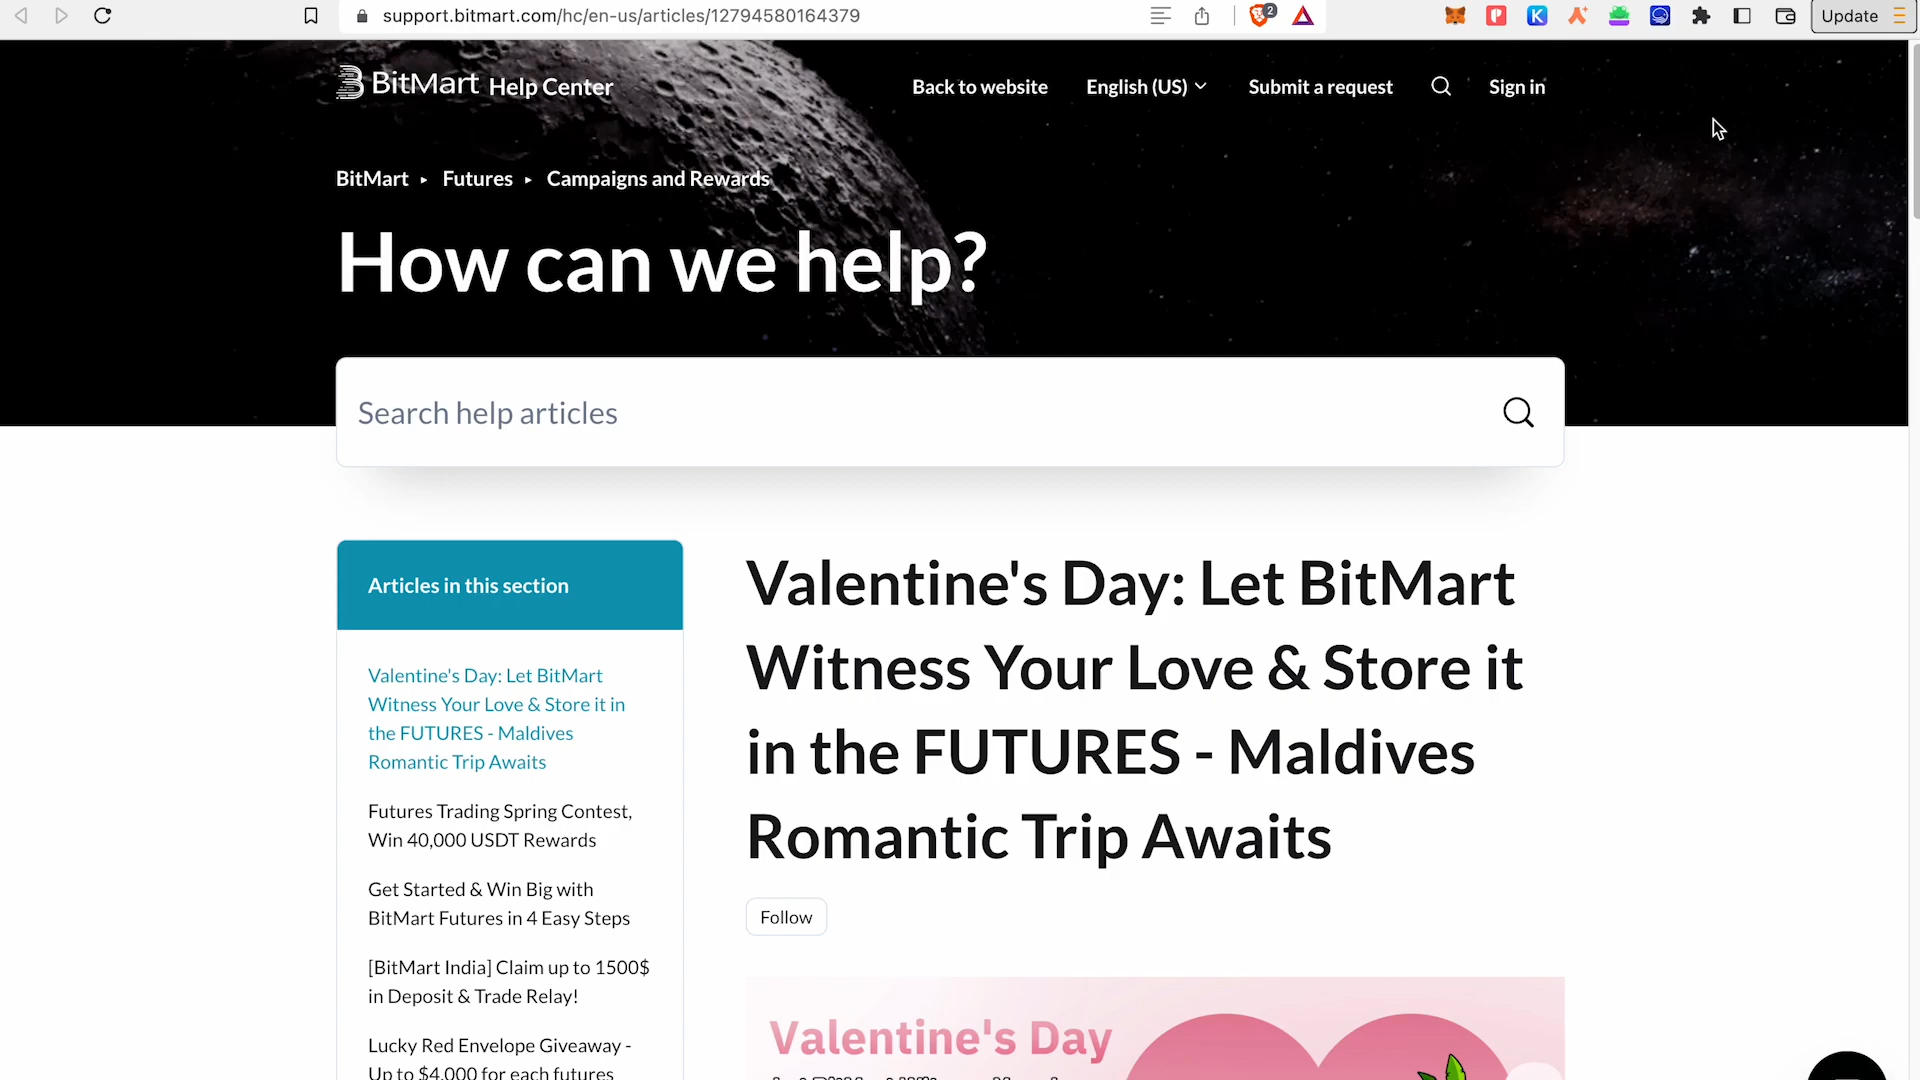 support.bitmart.com/hc/en-us/articles/12794580164379
2
Update
BitMart Help Center
Back to website
English (US)
Submit a request
Sign in
BitMart ▸ Futures ▸ Campaigns and Rewards
How can we help?
Search help articles
Articles in this section
Valentine's Day: Let BitMart
Witness Your Love & Store it in
the FUTURES - Maldives
Romantic Trip Awaits
Futures Trading Spring Contest,
Win 40,000 USDT Rewards
Get Started & Win Big with
BitMart Futures in 4 Easy Steps
[BitMart India] Claim up to 1500$
in Deposit & Trade Relay!
Lucky Red Envelope Giveaway -
Up to $4,000 for each futures
Valentine's Day: Let BitMart
Witness Your Love & Store it
in the FUTURES - Maldives
Romantic Trip Awaits
Follow
Valentine's Day